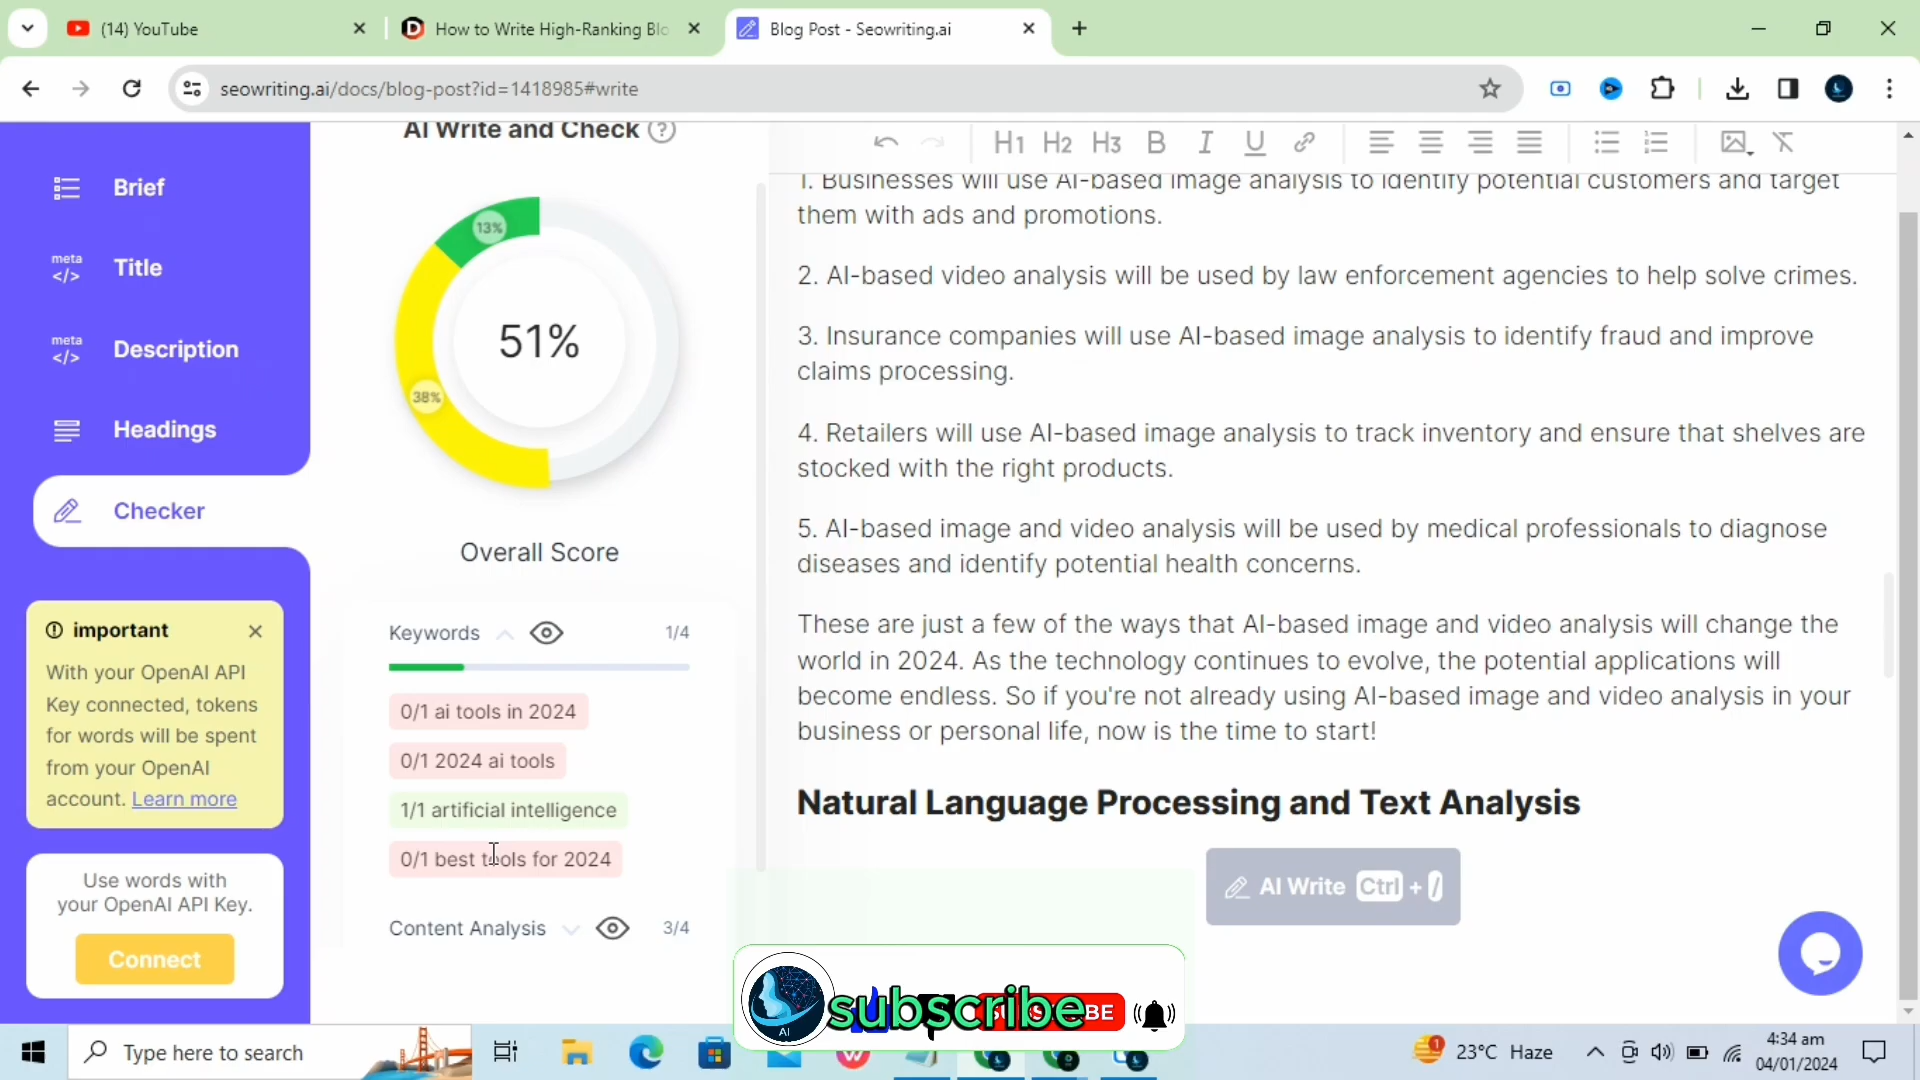 (14) YouTube
How to Write High-Ranking Blo
Blog Post - Seowriting.ai
seowriting.ai/docs/blog-post?id=1418985#write
Brief
meta
</>
Title
meta
</>
Description
Headings
Checker
important
With your OpenAI API
Key connected, tokens
for words will be spent
from your OpenAI
account. Learn more
Use words with
your OpenAI API Key.
Connect
AI Write and Check ?
13%
51%
38%
Overall Score
Keywords 1/4
0/1 ai tools in 2024
0/1 2024 ai tools
1/1 artificial intelligence
0/1 best tools for 2024
Content Analysis 3/4
H1 H2 H3 B I U
1. Businesses will use AI-based image analysis to identify potential customers and target
them with ads and promotions.
2. AI-based video analysis will be used by law enforcement agencies to help solve crimes.
3. Insurance companies will use AI-based image analysis to identify fraud and improve
claims processing.
4. Retailers will use AI-based image analysis to track inventory and ensure that shelves are
stocked with the right products.
5. AI-based image and video analysis will be used by medical professionals to diagnose
diseases and identify potential health concerns.
These are just a few of the ways that AI-based image and video analysis will change the
world in 2024. As the technology continues to evolve, the potential applications will
become endless. So if you're not already using AI-based image and video analysis in your
business or personal life, now is the time to start!
Natural Language Processing and Text Analysis
AI Write Ctrl + /
AI
subscribe
Type here to search
1
23°C Haze
4:34 am
04/01/2024